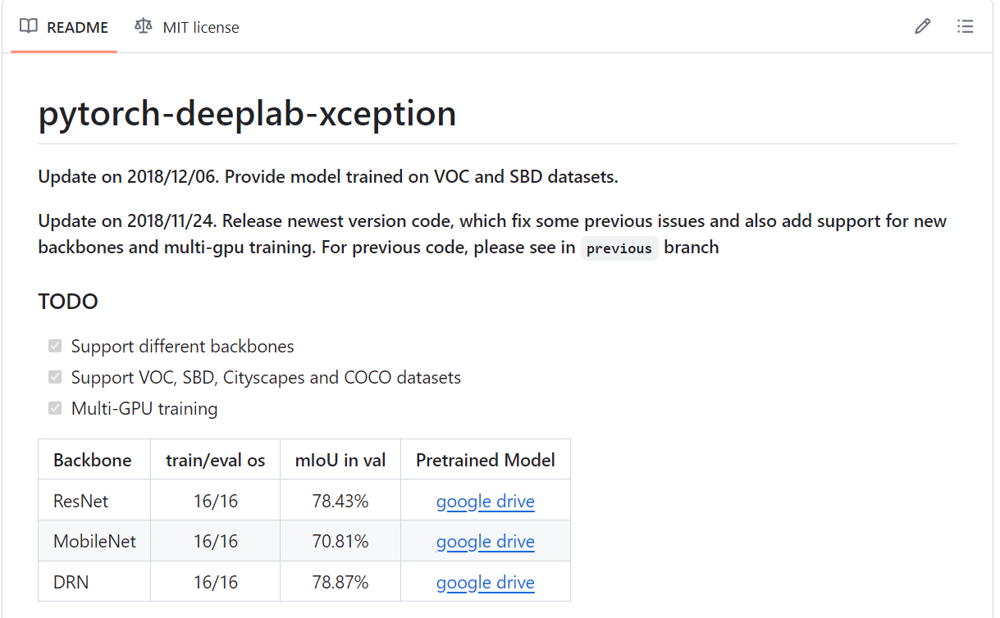 README MIT license
pytorch-deeplab-xception
Update on 2018/12/06. Provide model trained on VOC and SBD datasets.
Update on 2018/11/24. Release newest version code, which fix some previous issues and also add support for new
backbones and multi-gpu training. For previous code, please see in previous branch
TODO
Support different backbones
Support VOC, SBD, Cityscapes and COCO datasets
Multi-GPU training
Backbone train/eval os mIoU in val Pretrained Model
ResNet 16/16 78.43% google drive
MobileNet 16/16 70.81% google drive
DRN 16/16 78.87% google drive